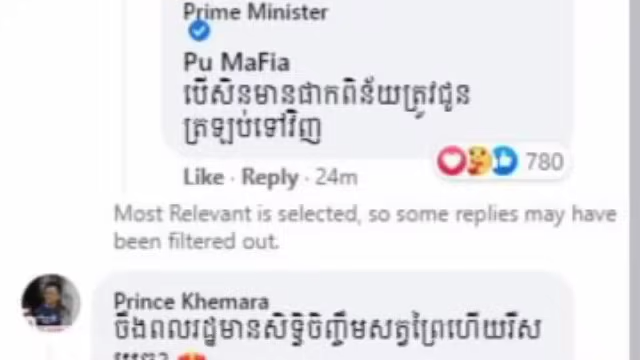 Prime Minister
Pu MaFia
បើសិនមានផាកពិន័យត្រូវជូន
ត្រឡប់ទៅវិញ
780
Like · Reply · 24m
Most Relevant is selected, so some replies may have
been filtered out.
Prince Khemara
ចឹងពលរដ្ឋមានសិទ្ធិចិញ្ចឹមសត្វព្រៃហើយរឺស